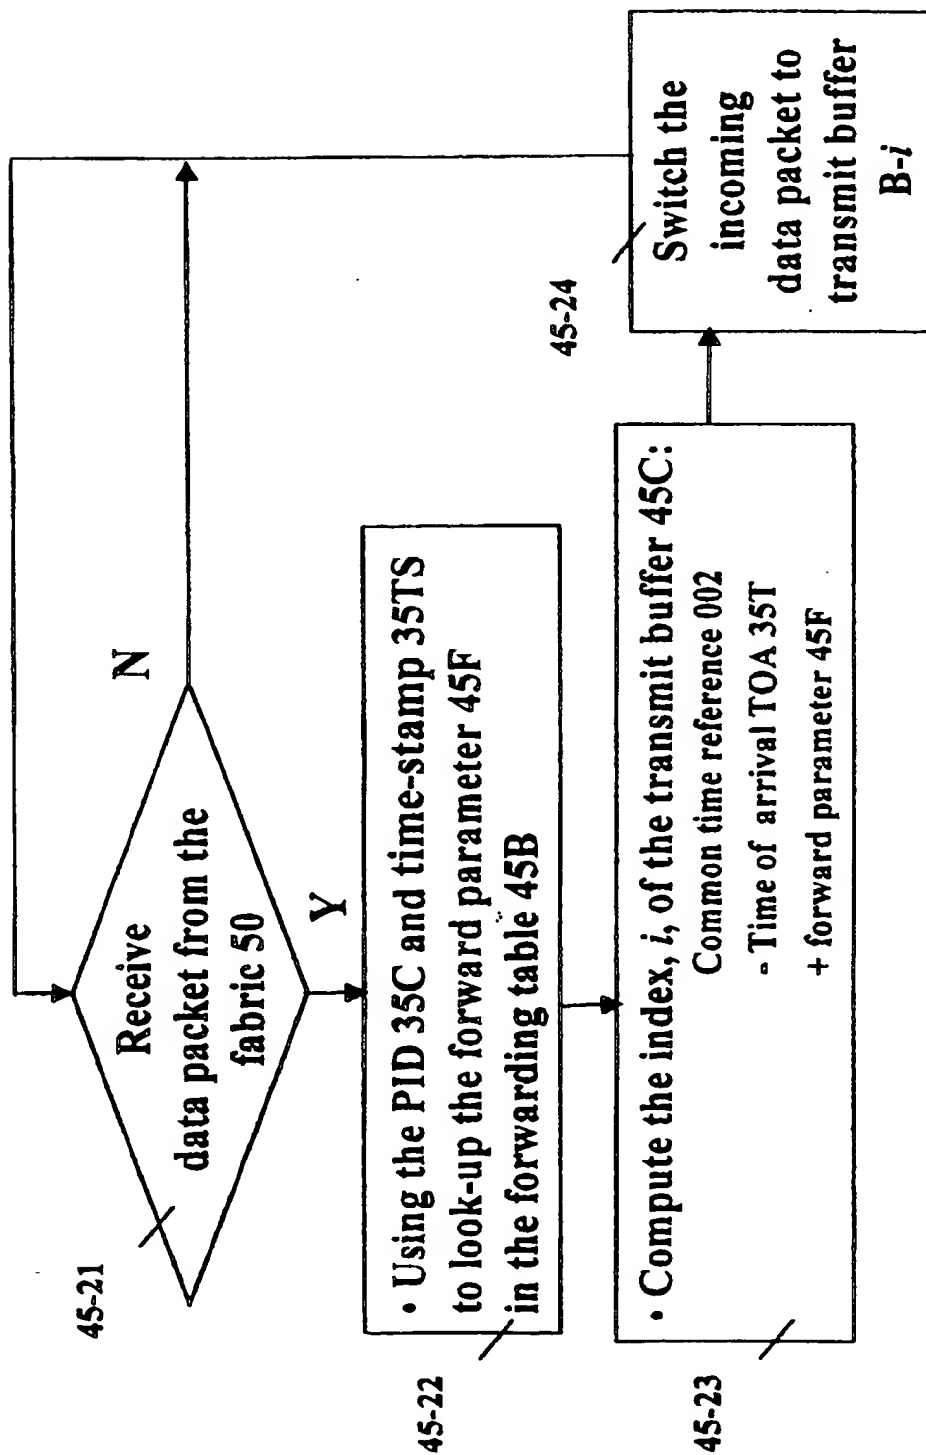 45-21
Receive
data packet from the
fabric 50
N
Y
45-22
• Using the PID 35C and time-stamp 35TS
to look-up the forward parameter 45F
in the forwarding table 45B
45-23
• Compute the index, i, of the transmit buffer 45C:
Common time reference 002
- Time of arrival TOA 35T
+ forward parameter 45F
45-24
Switch the
incoming
data packet to
transmit buffer
B-i